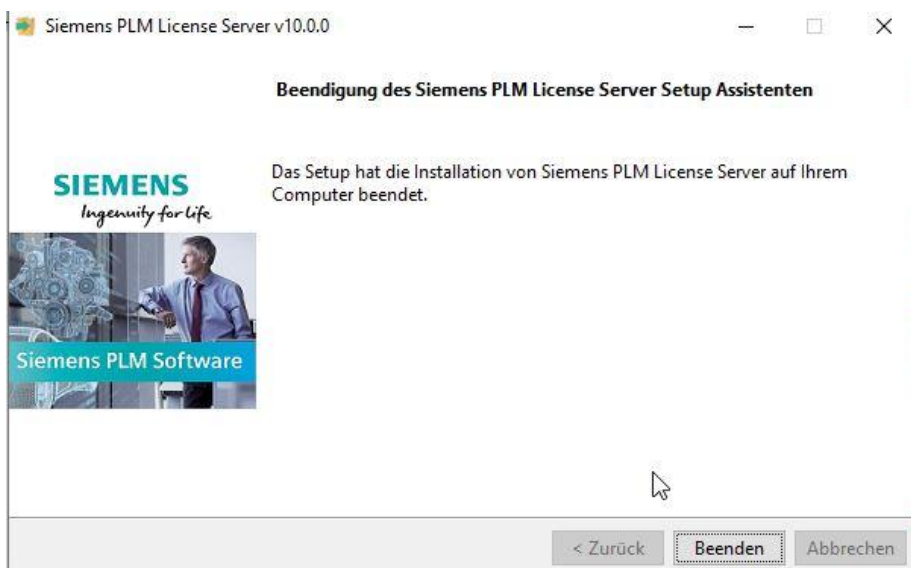 Siemens PLM License Server v10.0.0
Beendigung des Siemens PLM License Server Setup Assistenten
Das Setup hat die Installation von Siemens PLM License Server auf Ihrem
Computer beendet.
SIEMENS
Ingenuity for life
Siemens PLM Software
< Zurück
Beenden
Abbrechen